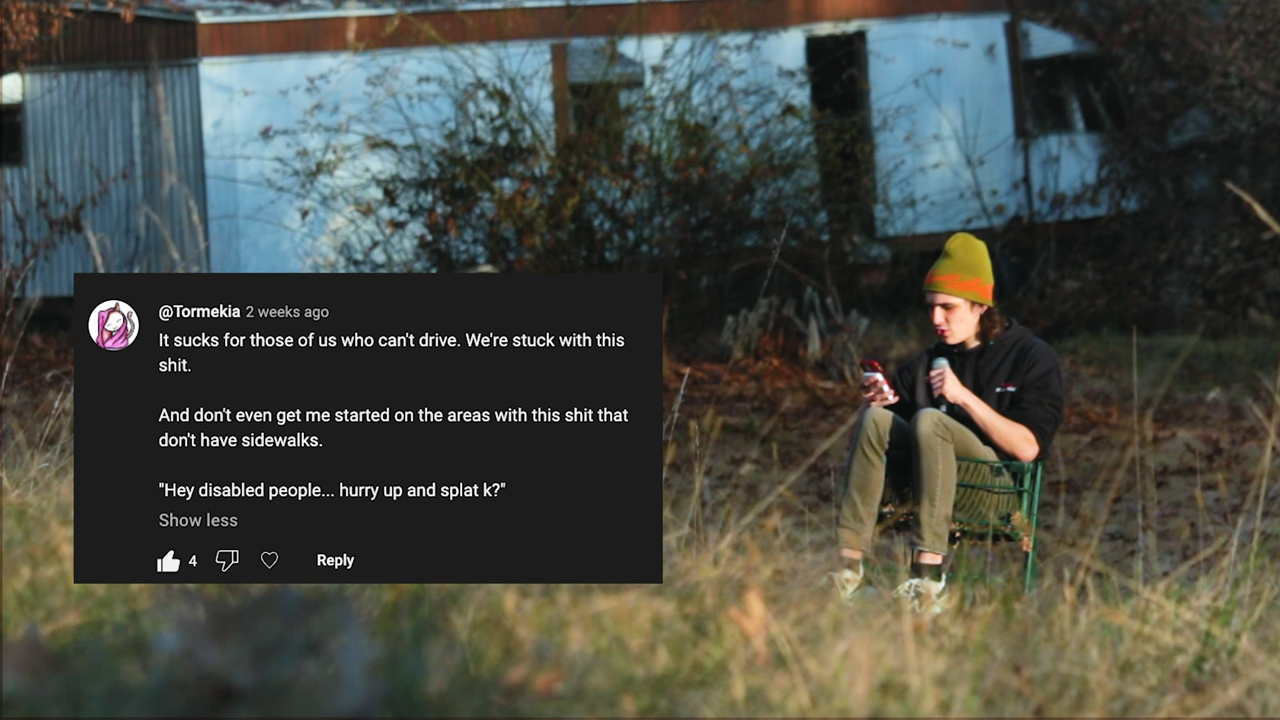 @Tormekia 2 weeks ago
It sucks for those of us who can't drive. We're stuck with this
shit.
And don't even get me started on the areas with this shit that
don't have sidewalks.
"Hey disabled people... hurry up and splat k?"
Show less
4
Reply